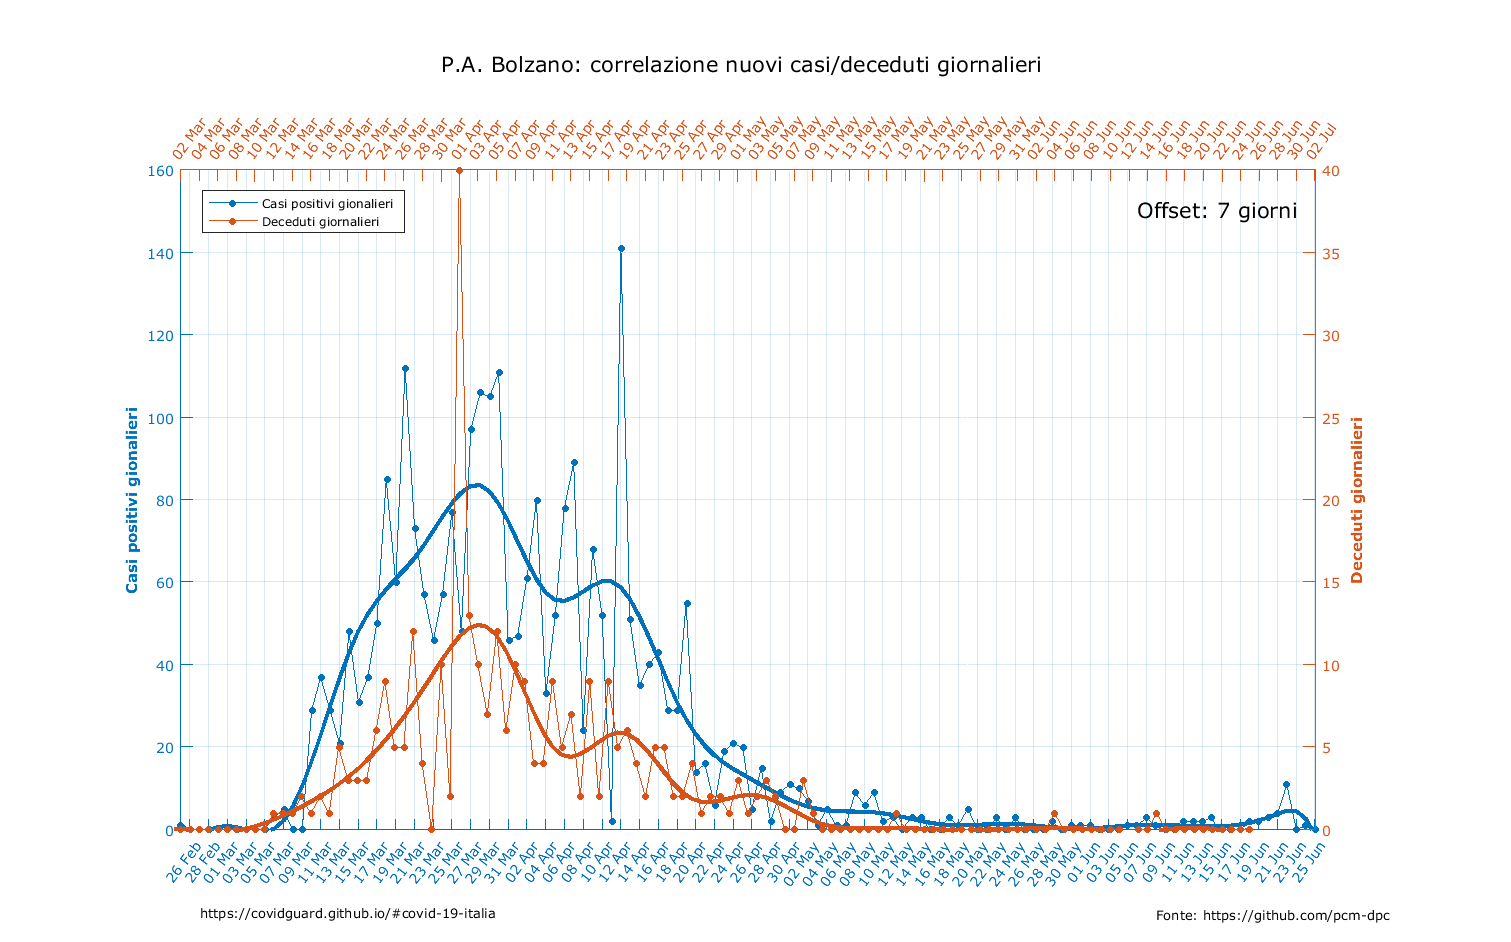 P.A. Bolzano: correlazione nuovi casi/deceduti giornalieri
02 Mar 04 Mar 06 Mar 08 Mar 10 Mar 12 Mar 14 Mar 16 Mar 18 Mar 20 Mar 22 Mar 24 Mar 26 Mar 28 Mar 30 Mar 01 Apr 03 Apr 05 Apr 07 Apr 09 Apr 11 Apr 13 Apr 15 Apr 17 Apr 19 Apr 21 Apr 23 Apr 25 Apr 27 Apr 29 Apr 01 May 03 May 05 May 07 May 09 May 11 May 13 May 15 May 17 May 19 May 21 May 23 May 25 May 27 May 29 May 31 May 02 Jun 04 Jun 06 Jun 08 Jun 10 Jun 12 Jun 14 Jun 16 Jun 18 Jun 20 Jun 22 Jun 24 Jun 26 Jun 28 Jun 30 Jun 02 Jul
160 40
Casi positivi gionalieri
Deceduti giornalieri
Offset: 7 giorni
140 35
120 30
100 25
80 20
60 15
40 10
20 5
0 0
Casi positivi gionalieri
Deceduti giornalieri
26 Feb 28 Feb 01 Mar 03 Mar 05 Mar 07 Mar 09 Mar 11 Mar 13 Mar 15 Mar 17 Mar 19 Mar 21 Mar 23 Mar 25 Mar 27 Mar 29 Mar 31 Mar 02 Apr 04 Apr 06 Apr 08 Apr 10 Apr 12 Apr 14 Apr 16 Apr 18 Apr 20 Apr 22 Apr 24 Apr 26 Apr 28 Apr 30 Apr 02 May 04 May 06 May 08 May 10 May 12 May 14 May 16 May 18 May 20 May 22 May 24 May 26 May 28 May 30 May 01 Jun 03 Jun 05 Jun 07 Jun 09 Jun 11 Jun 13 Jun 15 Jun 17 Jun 19 Jun 21 Jun 23 Jun 25 Jun
https://covidguard.github.io/#covid-19-italia
Fonte: https://github.com/pcm-dpc